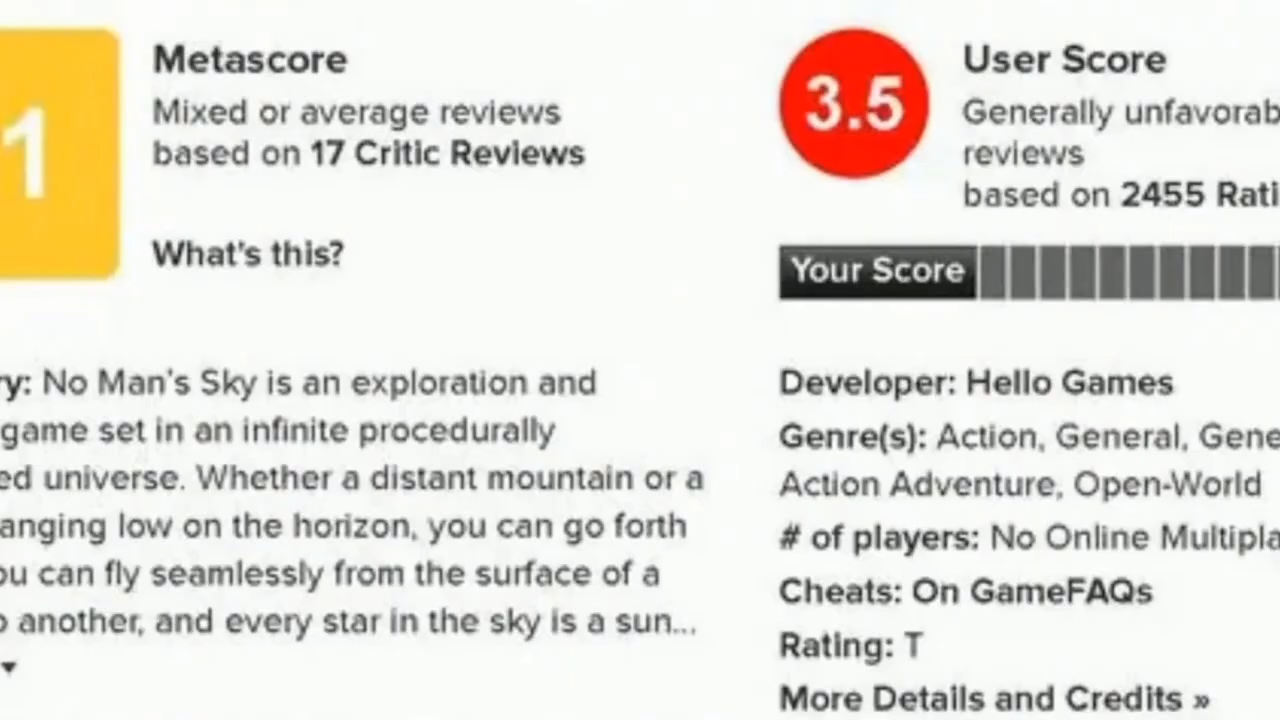 1
Metascore
Mixed or average reviews
based on 17 Critic Reviews
What's this?
ry: No Man's Sky is an exploration and
game set in an infinite procedurally
ed universe. Whether a distant mountain or a
anging low on the horizon, you can go forth
ou can fly seamlessly from the surface of a
o another, and every star in the sky is a sun...
3.5
User Score
Generally unfavorab
reviews
based on 2455 Rati
Your Score
Developer: Hello Games
Genre(s): Action, General, Gene
Action Adventure, Open-World
# of players: No Online Multipla
Cheats: On GameFAQs
Rating: T
More Details and Credits »